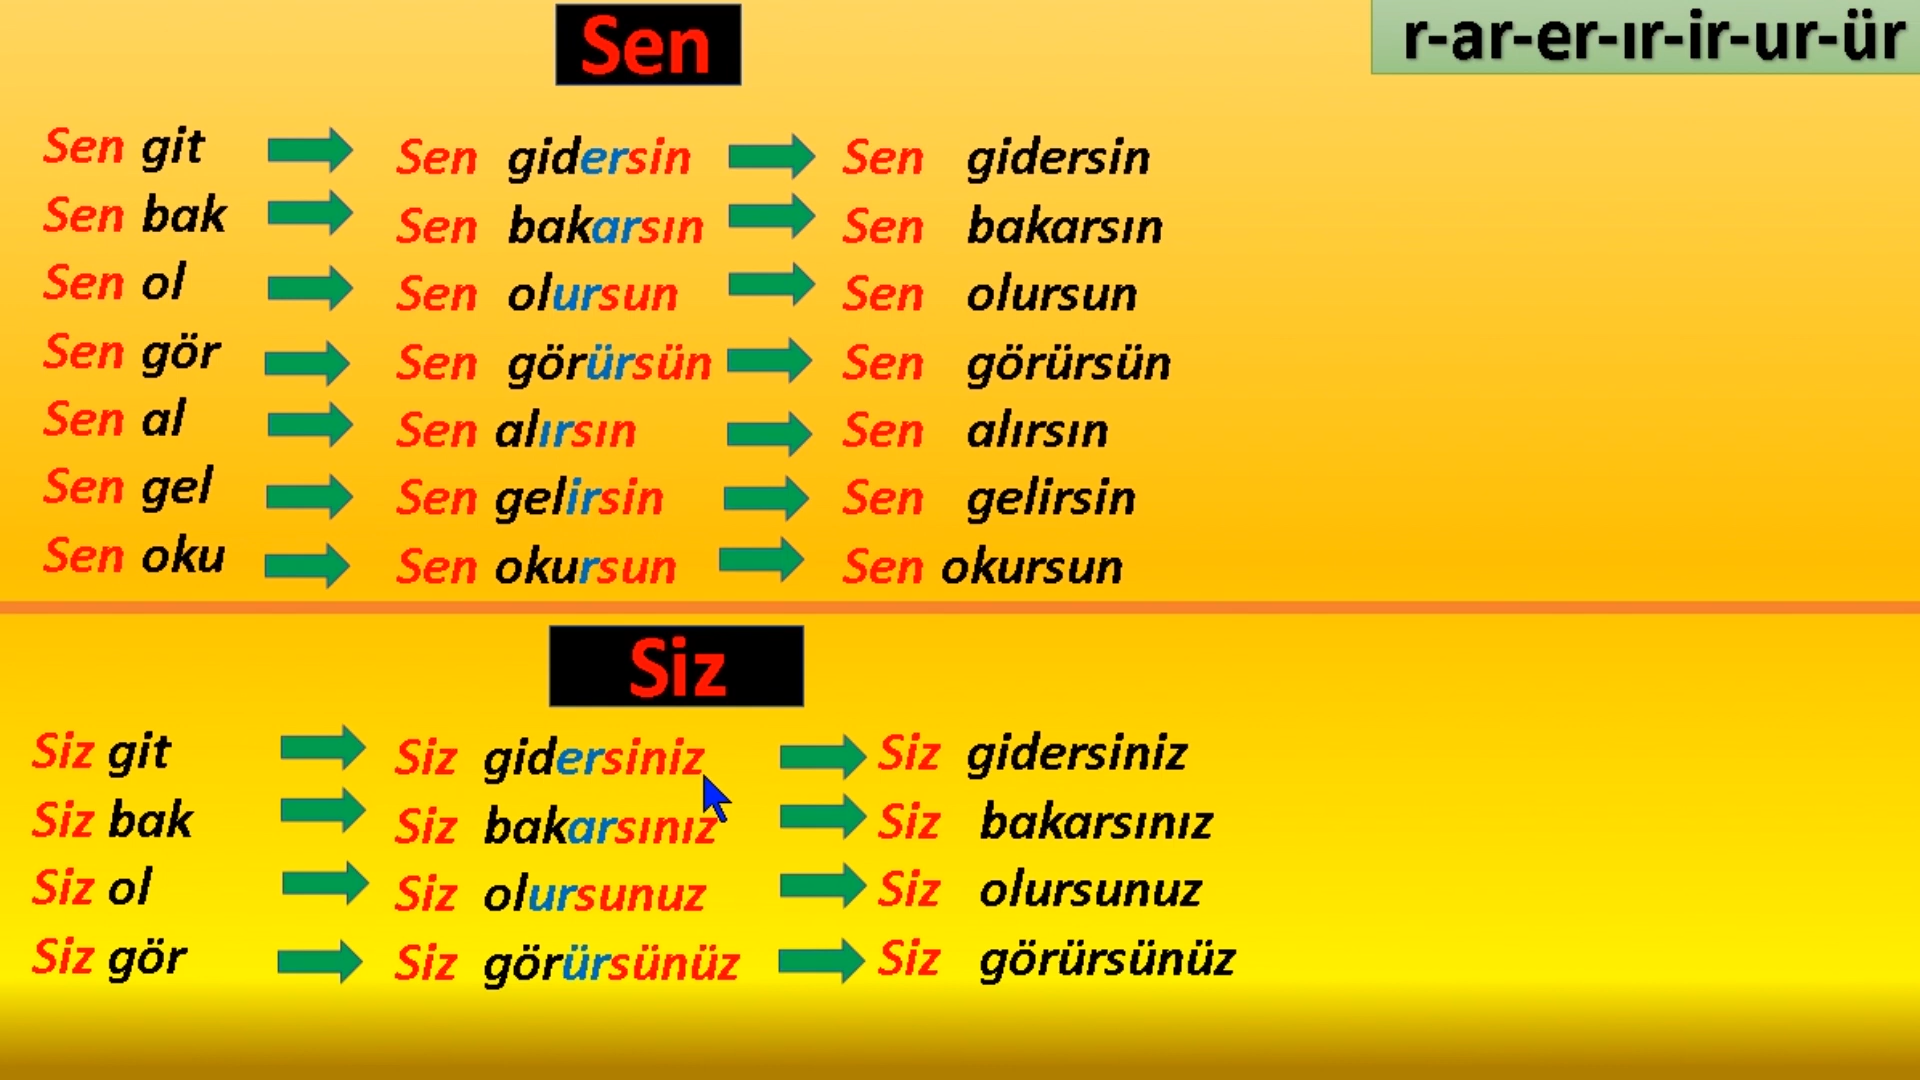 Sen
r-ar-er-ır-ir-ur-ür
Sen git Sen gidersin Sen gidersin
Sen bak Sen bakarsın Sen bakarsın
Sen ol Sen olursun Sen olursun
Sen gör Sen görürsün Sen görürsün
Sen al Sen alırsın Sen alırsın
Sen gel Sen gelirsin Sen gelirsin
Sen oku Sen okursun Sen okursun
Siz
Siz git Siz gidersiniz Siz gidersiniz
Siz bak Siz bakarsınız Siz bakarsınız
Siz ol Siz olursunuz Siz olursunuz
Siz gör Siz görürsünüz Siz görürsünüz